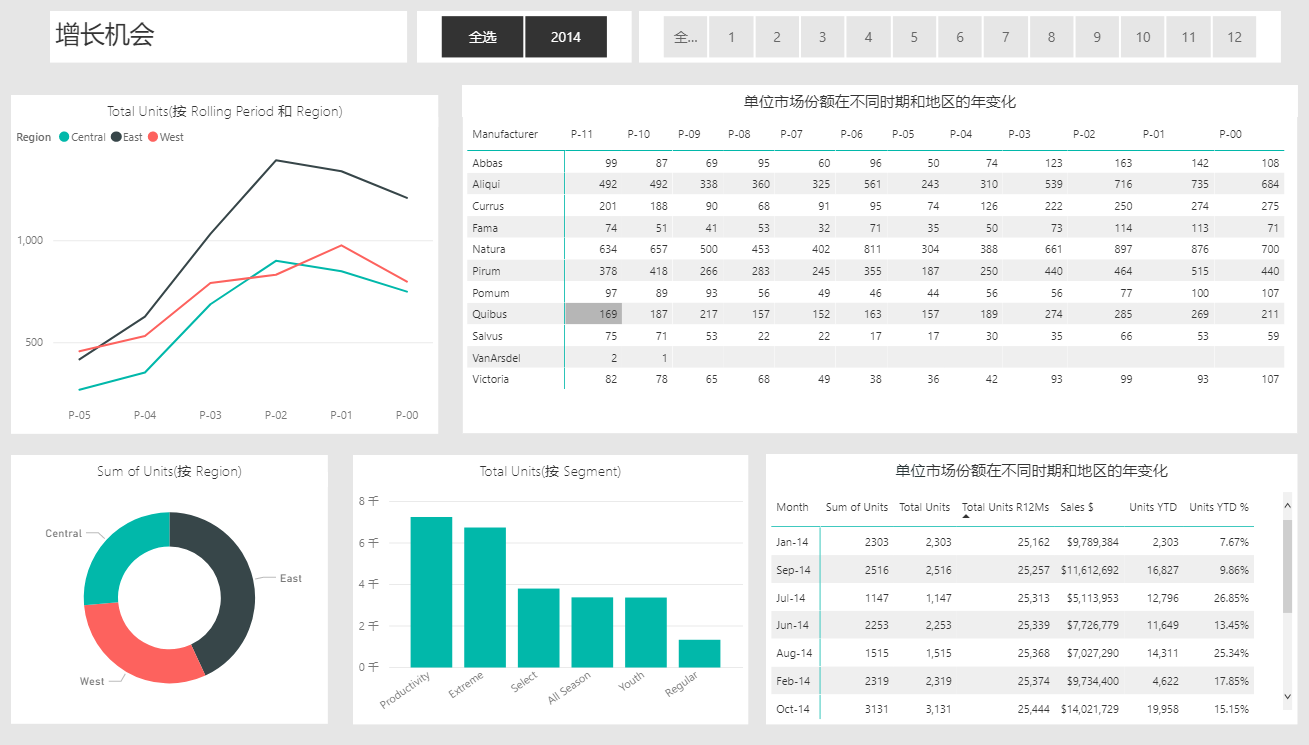 增长机会
全选 2014
全... 1 2 3 4 5 6 7 8 9 10 11 12
Total Units(按 Rolling Period 和 Region)
Region Central East West
1,000
500
P-05 P-04 P-03 P-02 P-01 P-00
单位市场份额在不同时期和地区的年变化
Manufacturer P-11 P-10 P-09 P-08 P-07 P-06 P-05 P-04 P-03 P-02 P-01 P-00
Abbas 99 87 69 95 60 96 50 74 123 163 142 108
Aliqui 492 492 338 360 325 561 243 310 539 716 735 684
Currus 201 188 90 68 91 95 74 126 222 250 274 275
Fama 74 51 41 53 32 71 35 50 73 114 113 71
Natura 634 657 500 453 402 811 304 388 661 897 876 700
Pirum 378 418 266 283 245 355 187 250 440 464 515 440
Pomum 97 89 93 56 49 46 44 56 56 77 100 107
Quibus 169 187 217 157 152 163 157 189 274 285 269 211
Salvus 75 71 53 22 22 17 17 30 35 66 53 59
VanArsdel 2 1
Victoria 82 78 65 68 49 38 36 42 93 99 93 107
Sum of Units(按 Region)
Central
East
West
Total Units(按 Segment)
8 千
6 千
4 千
2 千
0 千
Productivity Extreme Select All Season Youth Regular
单位市场份额在不同时期和地区的年变化
Month Sum of Units Total Units Total Units R12Ms Sales $ Units YTD Units YTD %
Jan-14 2303 2,303 25,162 $9,789,384 2,303 7.67%
Sep-14 2516 2,516 25,257 $11,612,692 16,827 9.86%
Jul-14 1147 1,147 25,313 $5,113,953 12,796 26.85%
Jun-14 2253 2,253 25,339 $7,726,779 11,649 13.45%
Aug-14 1515 1,515 25,368 $7,027,290 14,311 25.34%
Feb-14 2319 2,319 25,374 $9,734,400 4,622 17.85%
Oct-14 3131 3,131 25,444 $14,021,729 19,958 15.15%